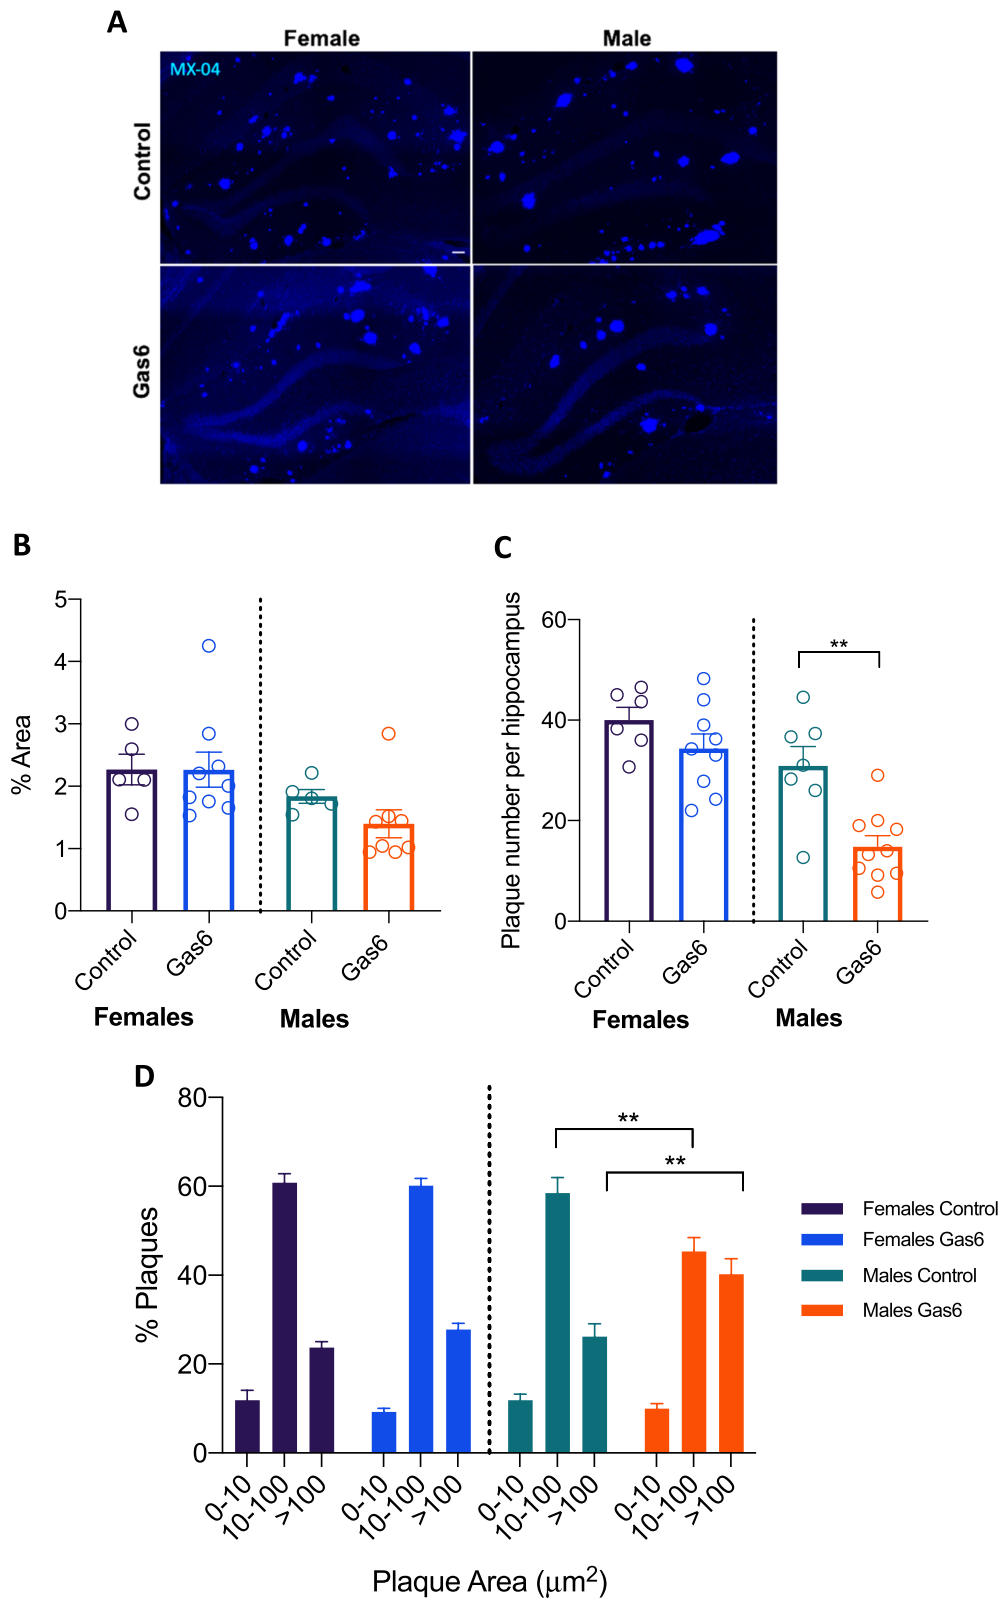 A
Female
Male
MX-04
Control
Gas6
B
% Area
5
4
3
2
1
0
Control
Gas6
Control
Gas6
Females
Males
C
Plaque number per hippocampus
60
40
20
0
**
Control
Gas6
Control
Gas6
Females
Males
D
% Plaques
80
60
40
20
0
**
**
0-10
10-100
>100
0-10
10-100
>100
0-10
10-100
>100
0-10
10-100
>100
Plaque Area (μm²)
Females Control
Females Gas6
Males Control
Males Gas6